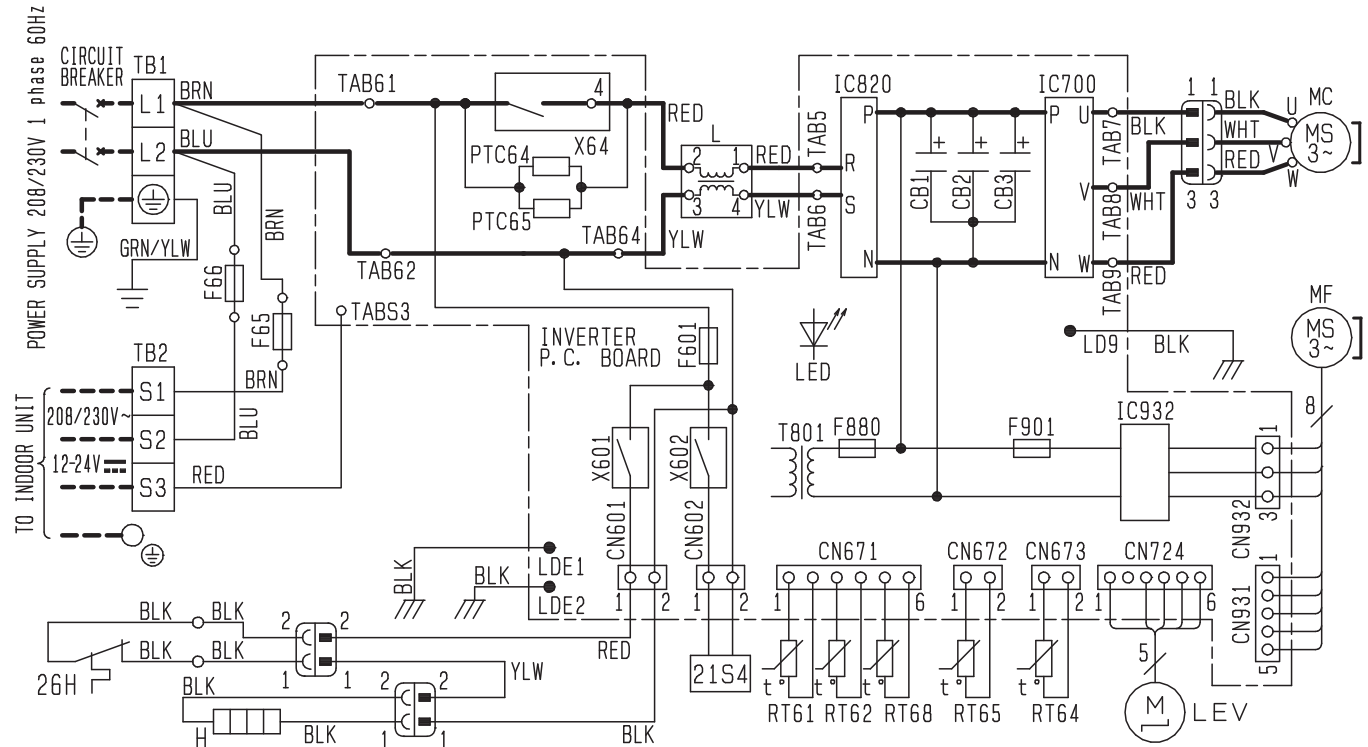 POWER SUPPLY 208/230V 1 phase 60Hz
CIRCUIT
BREAKER
TB1
L1
L2
BRN
BLU
GRN/YLW
BLU
BRN
F66
F65
TAB61
TAB62
TABS3
4
X64
PTC64
PTC65
TAB64
RED
YLW
L
2 1
3 4
RED
YLW
TAB5
TAB6
IC820
P
R
S
N
+ + +
CB1 CB2 CB3
IC700
P U
V
N W
TAB7
TAB8
TAB9
BLK
WHT
RED
1 1
3 3
BLK
WHT
RED
U
V
W
MC
MS
3~
MF
MS
3~
8
LED
LD9 BLK
INVERTER
P.C. BOARD
F601
TB2
S1
S2
S3
BRN
BLU
RED
TO INDOOR UNIT
208/230V~
12-24V
X601
X602
CN601
CN602
1 2
1 2
T801
F880
F901
IC932
CN932
1
3
CN931
1
5
LDE1
LDE2
BLK
BLK
CN671
1 6
CN672
1 2
CN673
1 2
CN724
1 6
t° t° t° t° t°
RT61 RT62 RT68 RT65 RT64
5
M
LEV
21S4
BLK BLK
BLK BLK
26H
2 2
1 1
RED
YLW
BLK
2 2
1 1
H
BLK
BLK